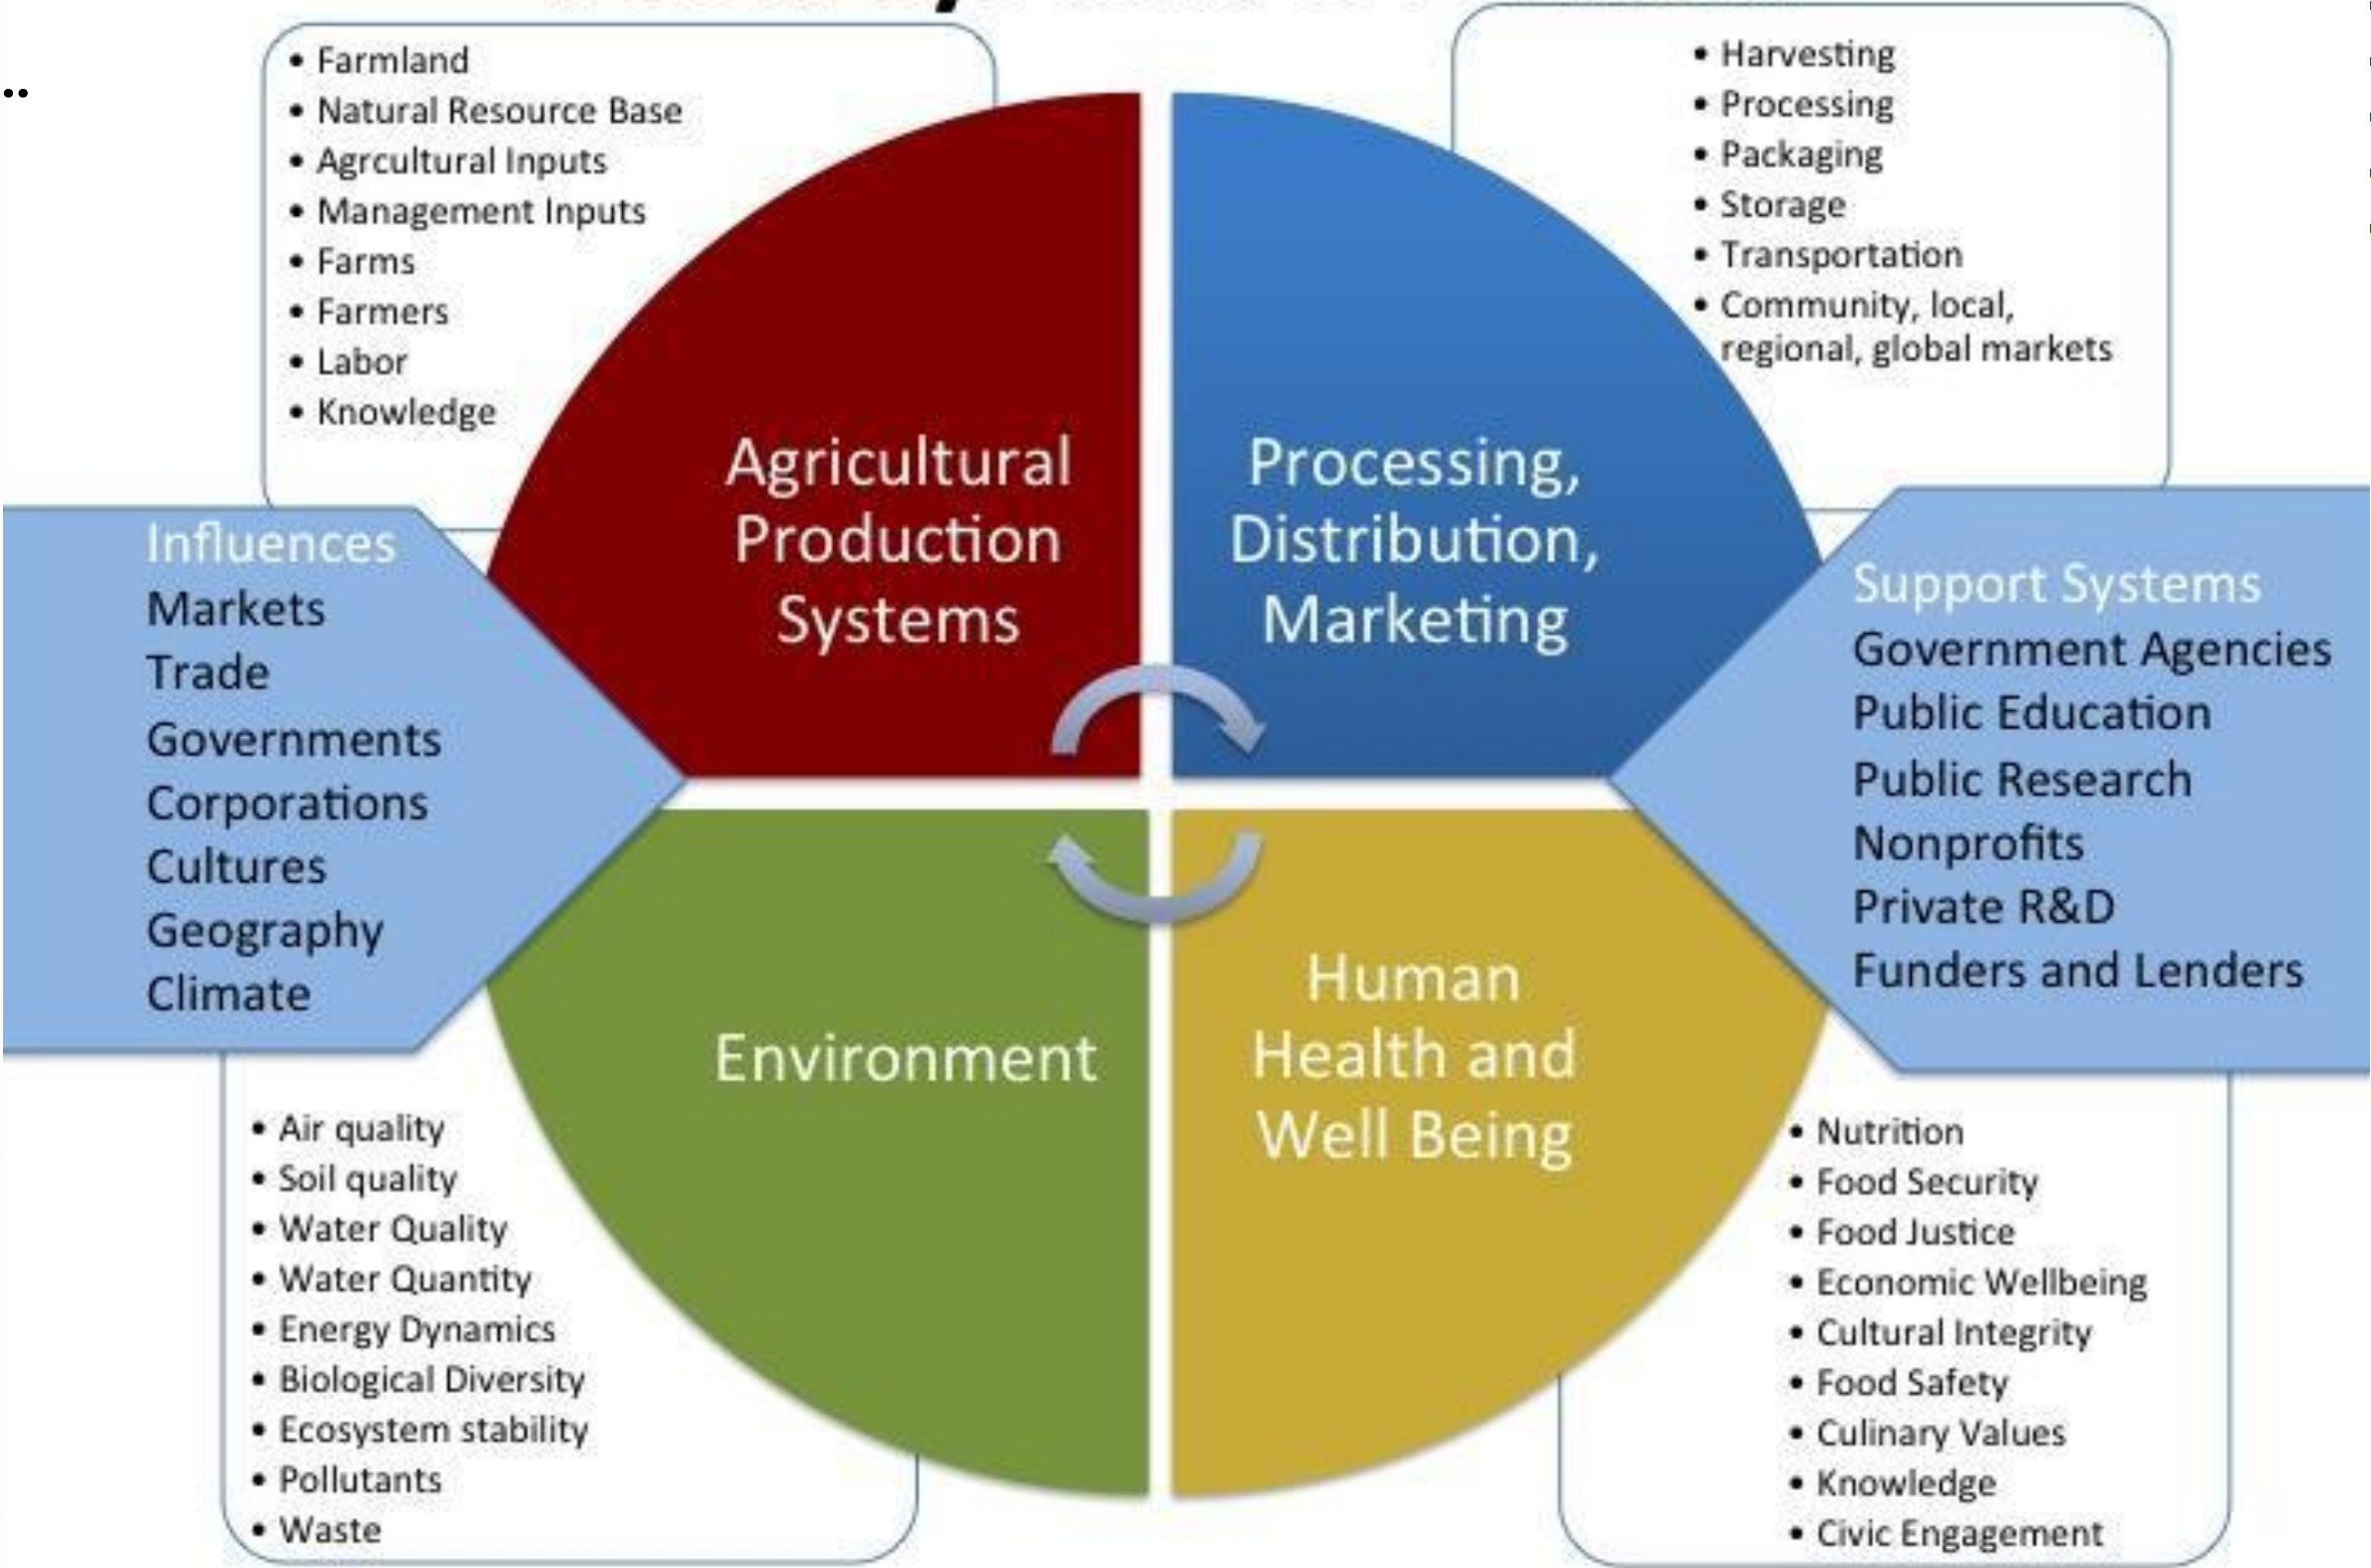 • Farmland
• Natural Resource Base
• Agrcultural Inputs
• Management Inputs
• Farms
• Farmers
• Labor
• Knowledge
• Harvesting
• Processing
• Packaging
• Storage
• Transportation
• Community, local,
regional, global markets
Agricultural
Production
Systems
Processing,
Distribution,
Marketing
Influences
Markets
Trade
Governments
Corporations
Cultures
Geography
Climate
Support Systems
Government Agencies
Public Education
Public Research
Nonprofits
Private R&D
Funders and Lenders
Environment
Human
Health and
Well Being
• Air quality
• Soil quality
• Water Quality
• Water Quantity
• Energy Dynamics
• Biological Diversity
• Ecosystem stability
• Pollutants
• Waste
• Nutrition
• Food Security
• Food Justice
• Economic Wellbeing
• Cultural Integrity
• Food Safety
• Culinary Values
• Knowledge
• Civic Engagement